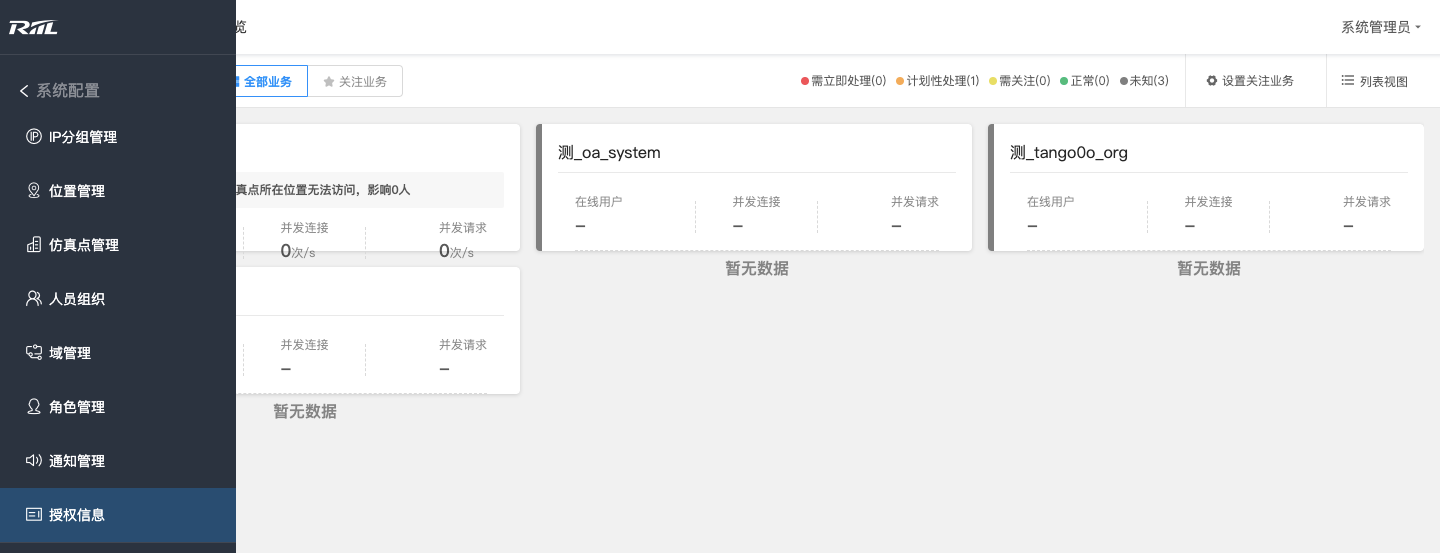 RIIL
览
系统管理员
系统配置
IP分组管理
位置管理
仿真点管理
人员组织
域管理
角色管理
通知管理
授权信息
全部业务
关注业务
需立即处理(0)
计划性处理(1)
需关注(0)
正常(0)
未知(3)
设置关注业务
列表视图
真点所在位置无法访问，影响0人
并发连接
并发请求
0次/s
0次/s
测_oa_system
在线用户
并发连接
并发请求
–
–
–
暂无数据
测_tango0o_org
在线用户
并发连接
并发请求
–
–
–
暂无数据
并发连接
并发请求
–
–
暂无数据